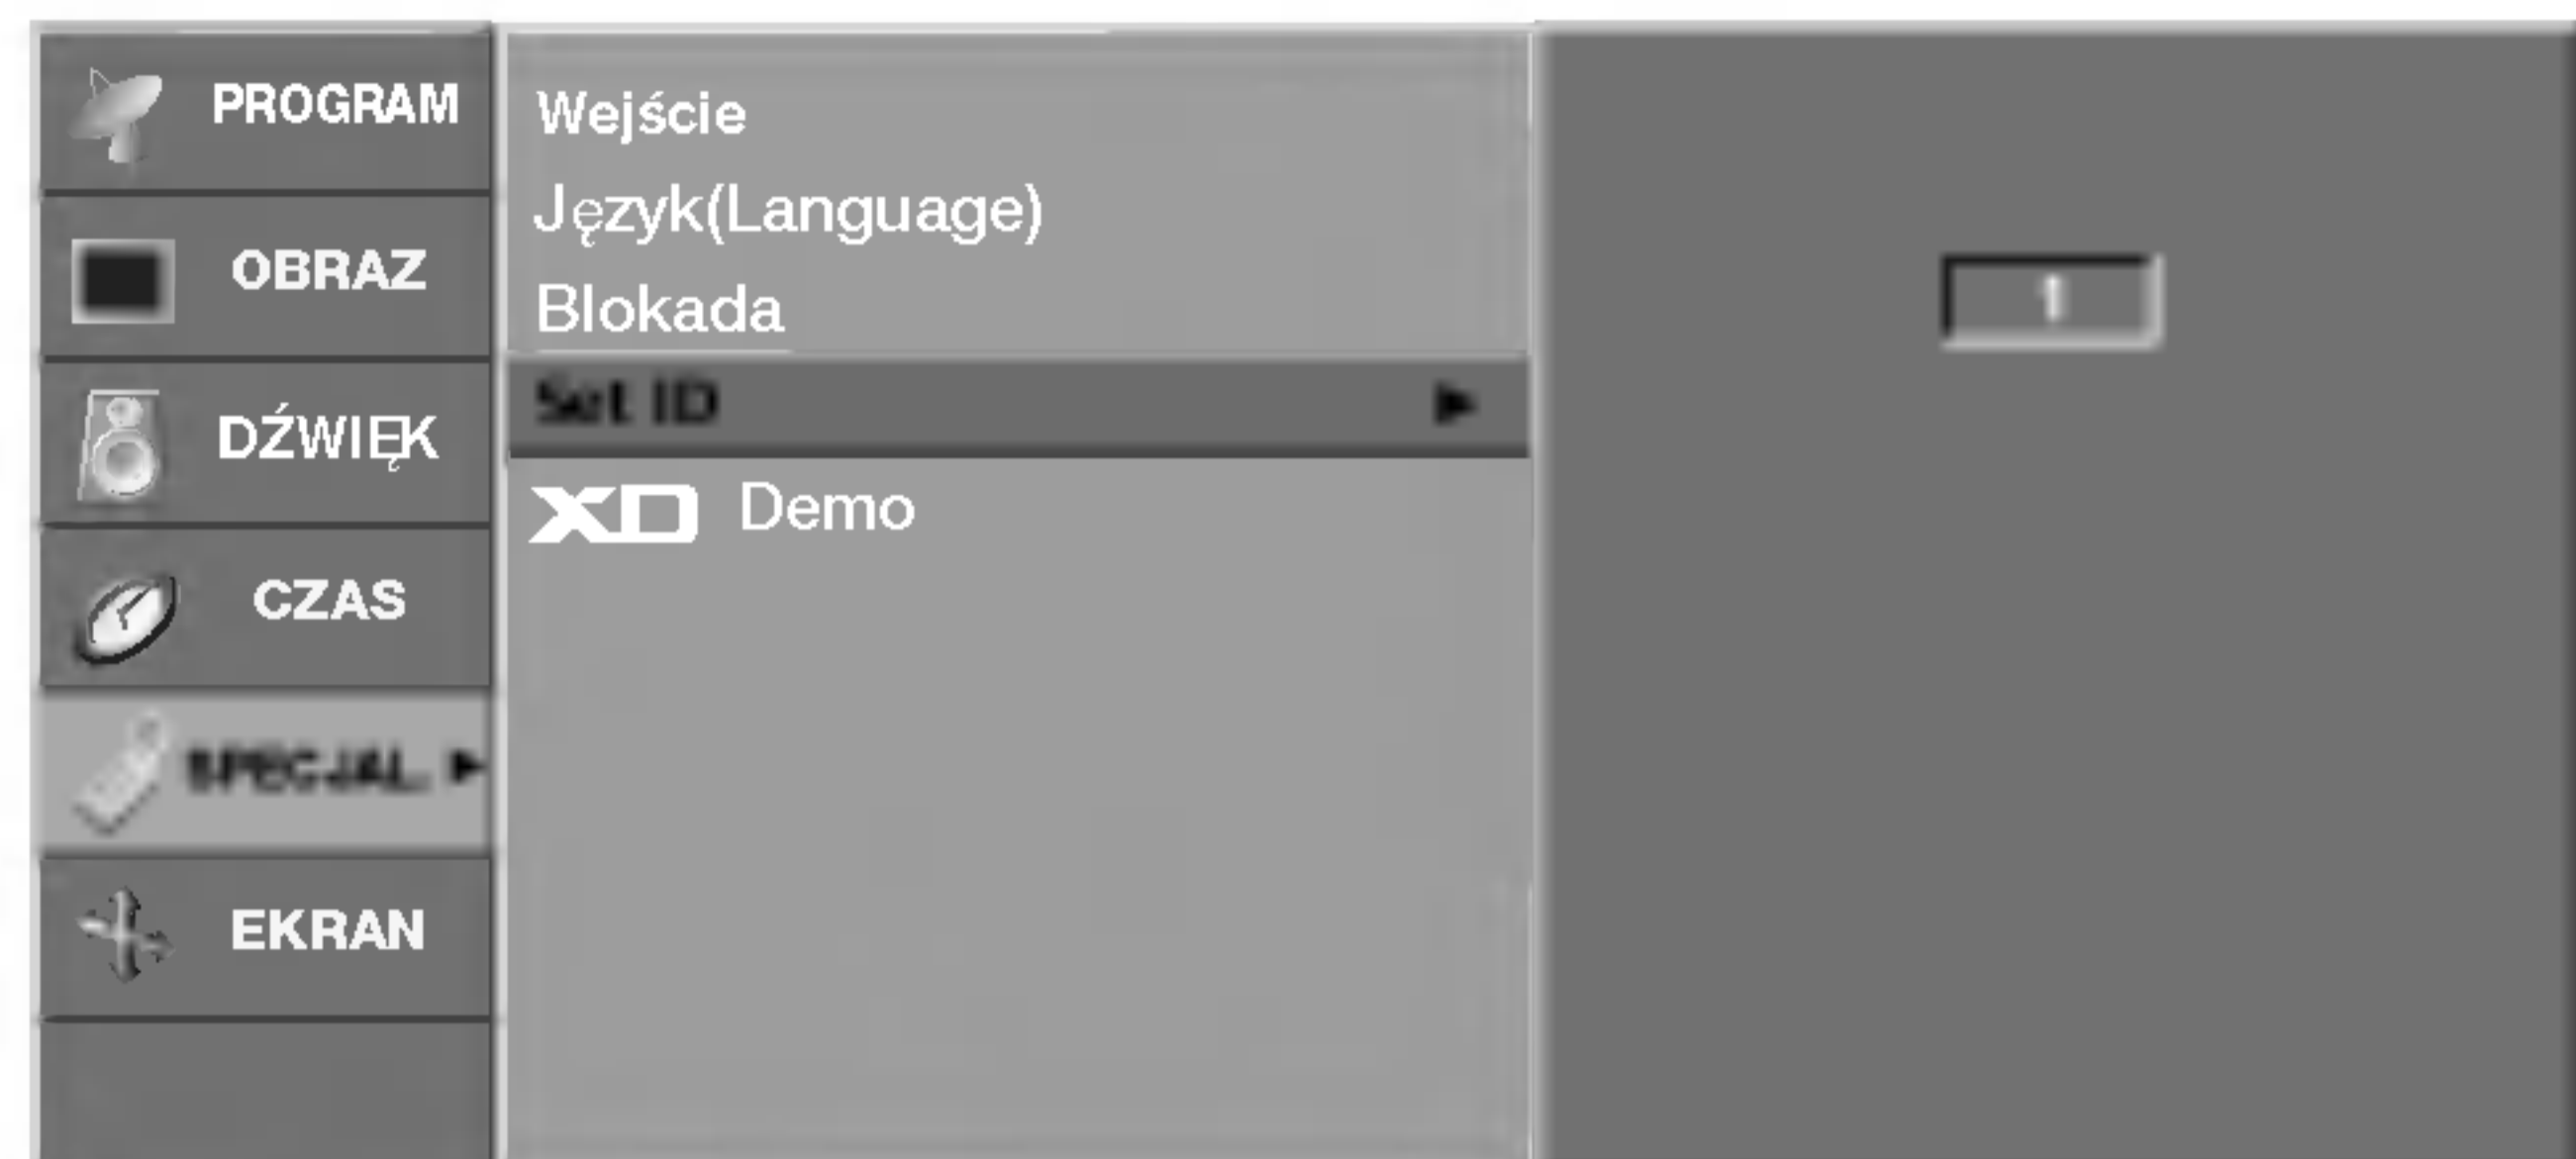 PROGRAM
OBRAZ
DŹWIĘK
CZAS
SPECJAL.
EKRAN
Wejście
Język(Language)
Blokada
Set ID
XD Demo
1